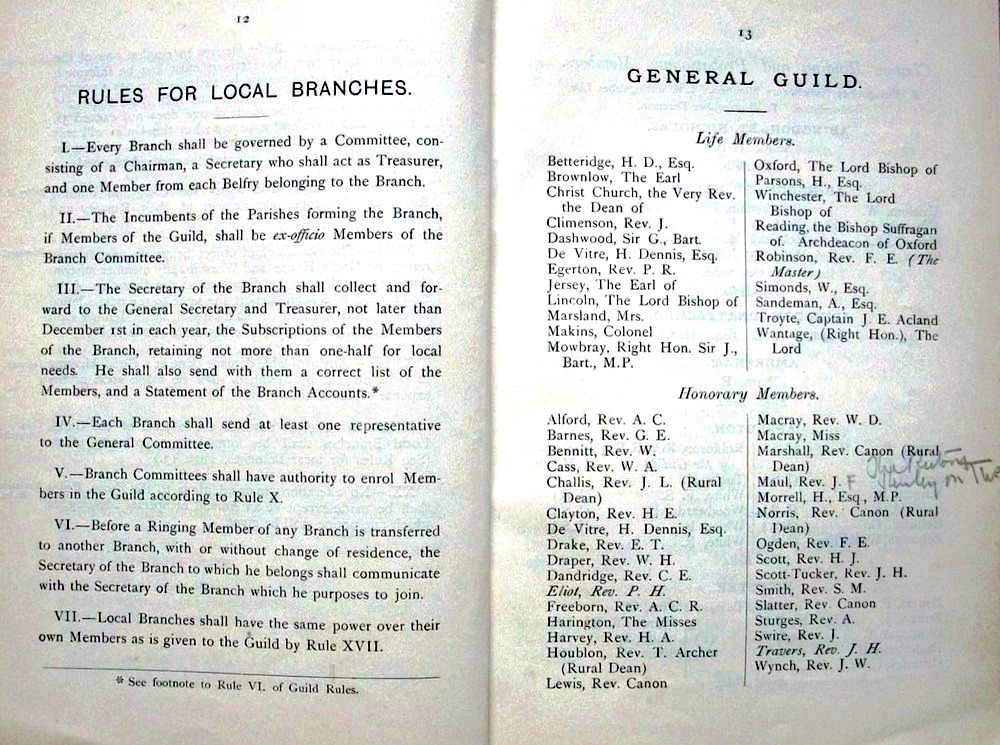 12
RULES FOR LOCAL BRANCHES.
I.—Every Branch shall be governed by a Committee, con-
sisting of a Chairman, a Secretary who shall act as Treasurer,
and one Member from each Belfry belonging to the Branch.
II.—The Incumbents of the Parishes forming the Branch,
if Members of the Guild, shall be ex-officio Members of the
Branch Committee.
III.—The Secretary of the Branch shall collect and for-
ward to the General Secretary and Treasurer, not later than
December 1st in each year, the Subscriptions of the Members
of the Branch, retaining not more than one-half for local
needs. He shall also send with them a correct list of the
Members, and a Statement of the Branch Accounts.*
IV.—Each Branch shall send at least one representative
to the General Committee.
V.—Branch Committees shall have authority to enrol Mem-
bers in the Guild according to Rule X.
VI.—Before a Ringing Member of any Branch is transferred
to another Branch, with or without change of residence, the
Secretary of the Branch to which he belongs shall communicate
with the Secretary of the Branch which he purposes to join.
VII.—Local Branches shall have the same power over their
own Members as is given to the Guild by Rule XVII.
* See footnote to Rule VI. of Guild Rules.
13
GENERAL GUILD.
Life Members.
Betteridge, H. D., Esq.
Brownlow, The Earl
Christ Church, the Very Rev.
the Dean of
Climenson, Rev. J.
Dashwood, Sir G., Bart.
De Vitre, H. Dennis, Esq.
Egerton, Rev. P. R.
Jersey, The Earl of
Lincoln, The Lord Bishop of
Marsland, Mrs.
Makins, Colonel
Mowbray, Right Hon. Sir J.,
Bart., M.P.
Oxford, The Lord Bishop of
Parsons, H., Esq.
Winchester, The Lord
Bishop of
Reading, the Bishop Suffragan
of. Archdeacon of Oxford
Robinson, Rev. F. E. (The
Master)
Simonds, W., Esq.
Sandeman, A., Esq.
Troyte, Captain J. E. Acland
Wantage, (Right Hon.), The
Lord
Honorary Members.
Alford, Rev. A. C.
Barnes, Rev. G. E.
Bennitt, Rev. W.
Cass, Rev. W. A.
Challis, Rev. J. L. (Rural
Dean)
Clayton, Rev. H. E.
De Vitre, H. Dennis, Esq.
Drake, Rev. E. T.
Draper, Rev. W. H.
Dandridge, Rev. C. E.
Eliot, Rev. P. H.
Freeborn, Rev. A. C. R.
Harington, The Misses
Harvey, Rev. H. A.
Houblon, Rev. T. Archer
(Rural Dean)
Lewis, Rev. Canon
Macray, Rev. W. D.
Macray, Miss
Marshall, Rev. Canon (Rural
Dean)
Maul, Rev. J. F
Morrell, H., Esq., M.P.
Norris, Rev. Canon (Rural
Dean)
Ogden, Rev. F. E.
Scott, Rev. H. J.
Scott-Tucker, Rev. J. H.
Smith, Rev. S. M.
Slatter, Rev. Canon
Sturges, Rev. A.
Swire, Rev. J.
Travers, Rev. J. H.
Wynch, Rev. J. W.